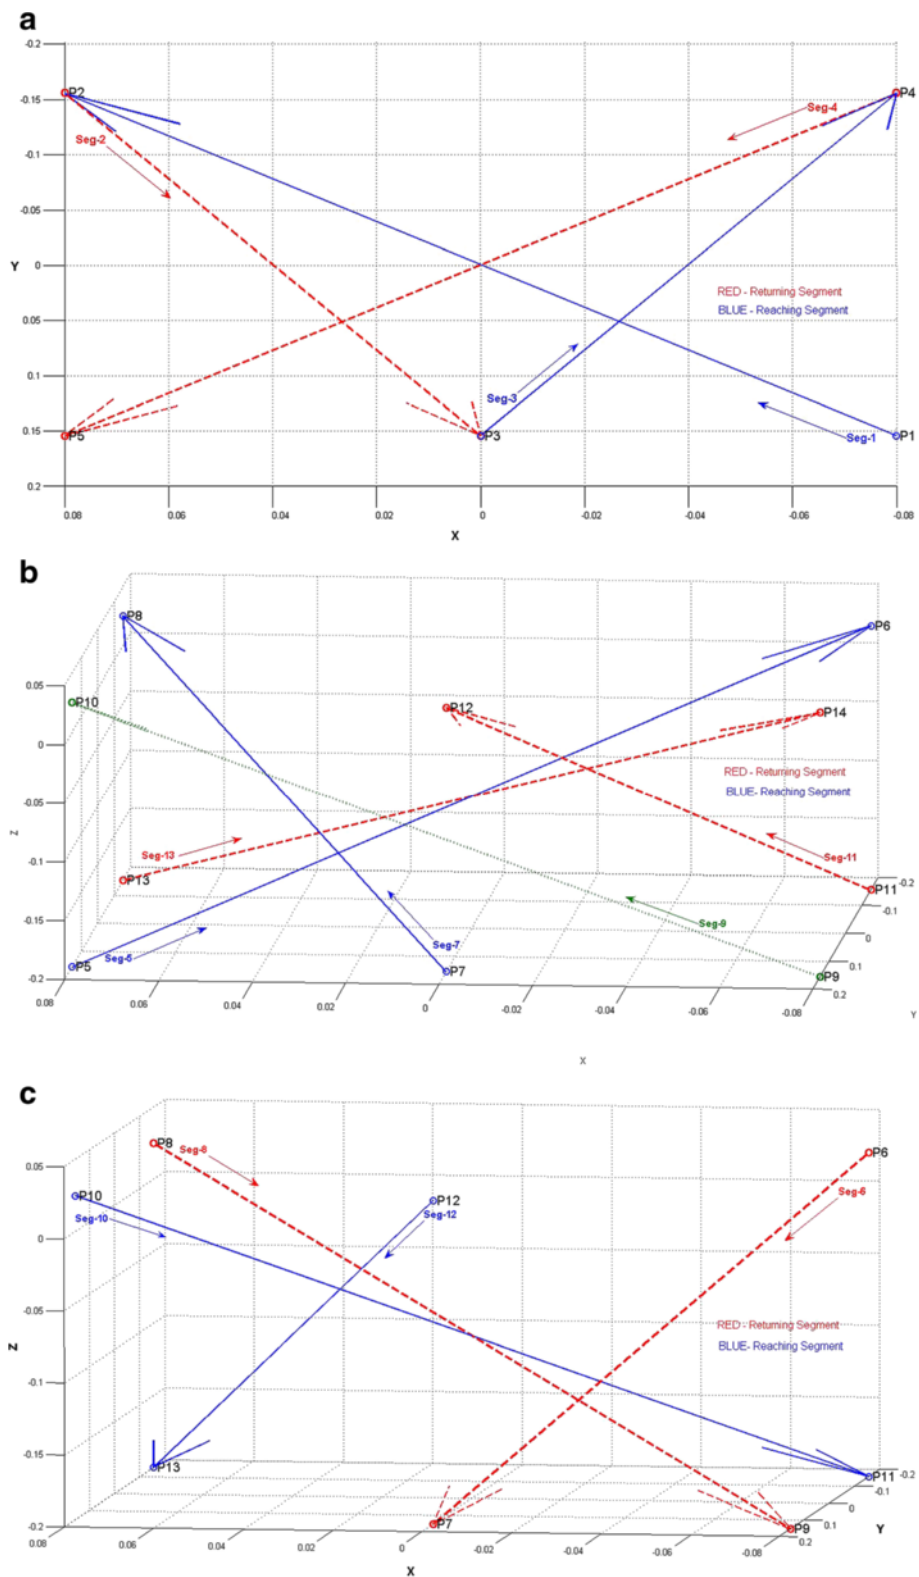 a
-0.2
P2
P4
Seg-4
-0.15
Seg-2
-0.1
-0.05
Y
0
RED - Returning Segment
BLUE - Reaching Segment
0.05
0.1
Seg-3
0.15
P5
P3
Seg-1
P1
0.2
0.08 0.06 0.04 0.02 0 -0.02 -0.04 -0.06 -0.08
X
b
P8
P6
0.05
P10
P12
P14
0
RED - Returning Segment
BLUE- Reaching Segment
-0.05
Z
Seg-13
Seg-11
-0.1
P13
P11
-0.2
-0.1
-0.15
Seg-9
0
Seg-5
Seg-7
0.1
-0.2
P5
P7
P9
0.2
0.08 0.06 0.04 0.02 0 -0.02 -0.04 -0.06 -0.08
Y
X
c
P8
Seg-8
P6
0.05
P10
P12
Seg-6
Seg-10
Seg-12
0
-0.05
RED - Returning Segment
BLUE- Reaching Segment
Z
-0.1
-0.15
P13
P11
-0.2
-0.1
0
P7
P9
0.1
Y
-0.2
0.2
0.08 0.06 0.04 0.02 0 -0.02 -0.04 -0.06 -0.08
X